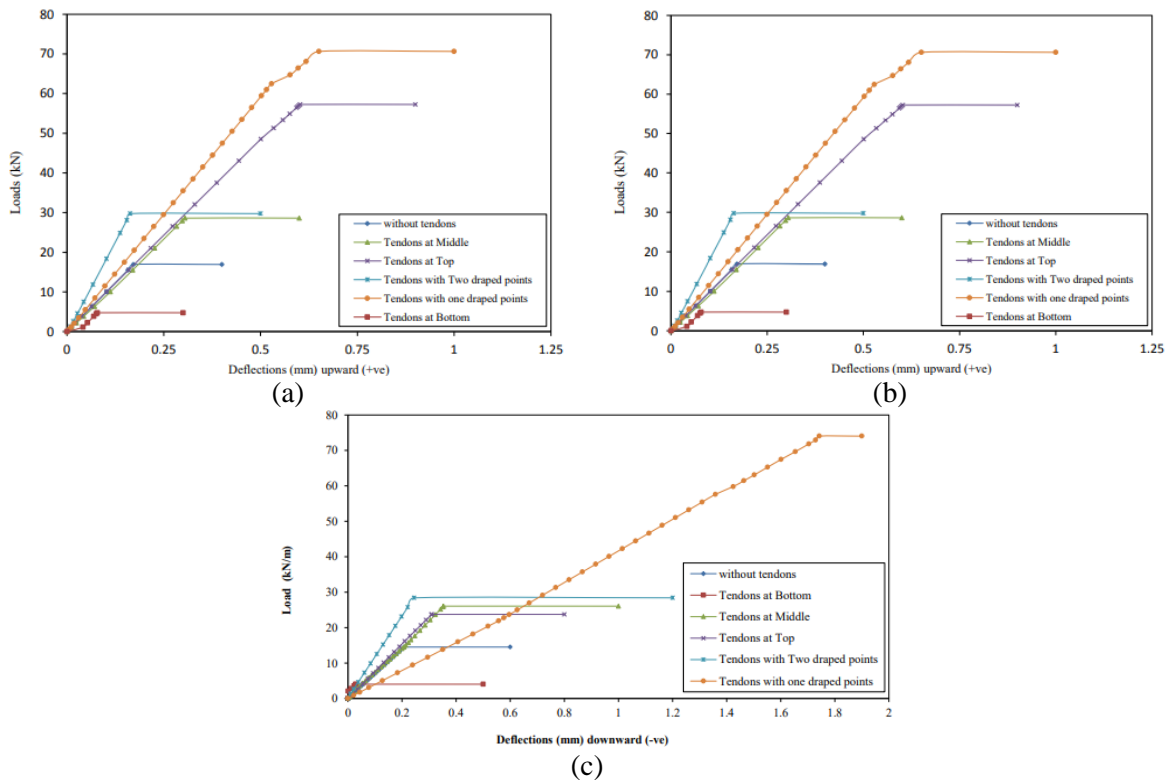 80
70
60
50
40
30
20
10
0
Loads (kN)
without tendons
Tendons at Middle
Tendons at Top
Tendons with Two draped points
Tendons with one draped points
Tendons at Bottom
0 0.25 0.5 0.75 1 1.25
Deflections (mm) upward (+ve)
(a)
80
70
60
50
40
30
20
10
0
Loads (kN)
without tendons
Tendons at Middle
Tendons at Top
Tendons with Two draped points
Tendons with one draped points
Tendons at Bottom
0 0.25 0.5 0.75 1 1.25
Deflections (mm) upward (+ve)
(b)
80
70
60
50
40
30
20
10
0
Load (kN/m)
without tendons
Tendons at Bottom
Tendons at Middle
Tendons at Top
Tendons with Two draped points
Tendons with one draped points
0 0.2 0.4 0.6 0.8 1 1.2 1.4 1.6 1.8 2
Deflections (mm) downward (-ve)
(c)